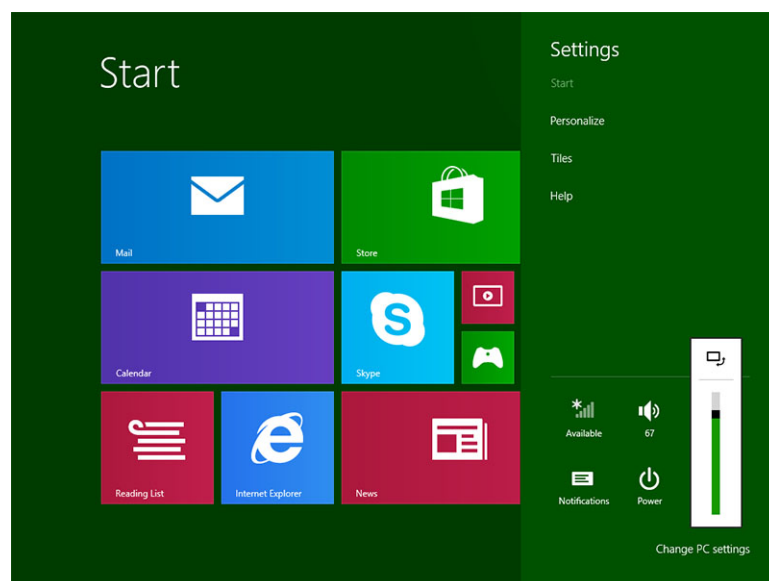 Start
Mail
Store
Calendar
Skype
Reading List
Internet Explorer
News
Settings
Start
Personalize
Tiles
Help
Available
67
Notifications
Power
Change PC settings